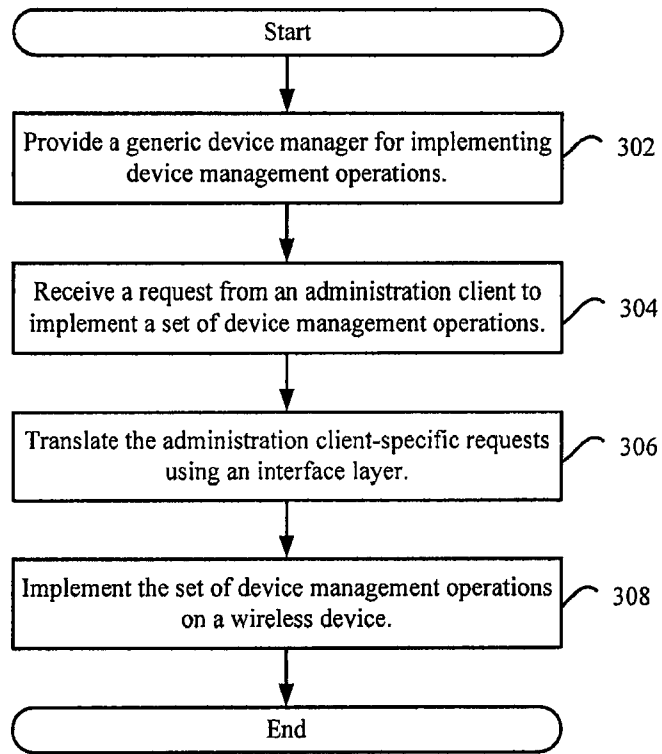 Start
Provide a generic device manager for implementing
device management operations.
302
Receive a request from an administration client to
implement a set of device management operations.
304
Translate the administration client-specific requests
using an interface layer.
306
Implement the set of device management operations
on a wireless device.
308
End